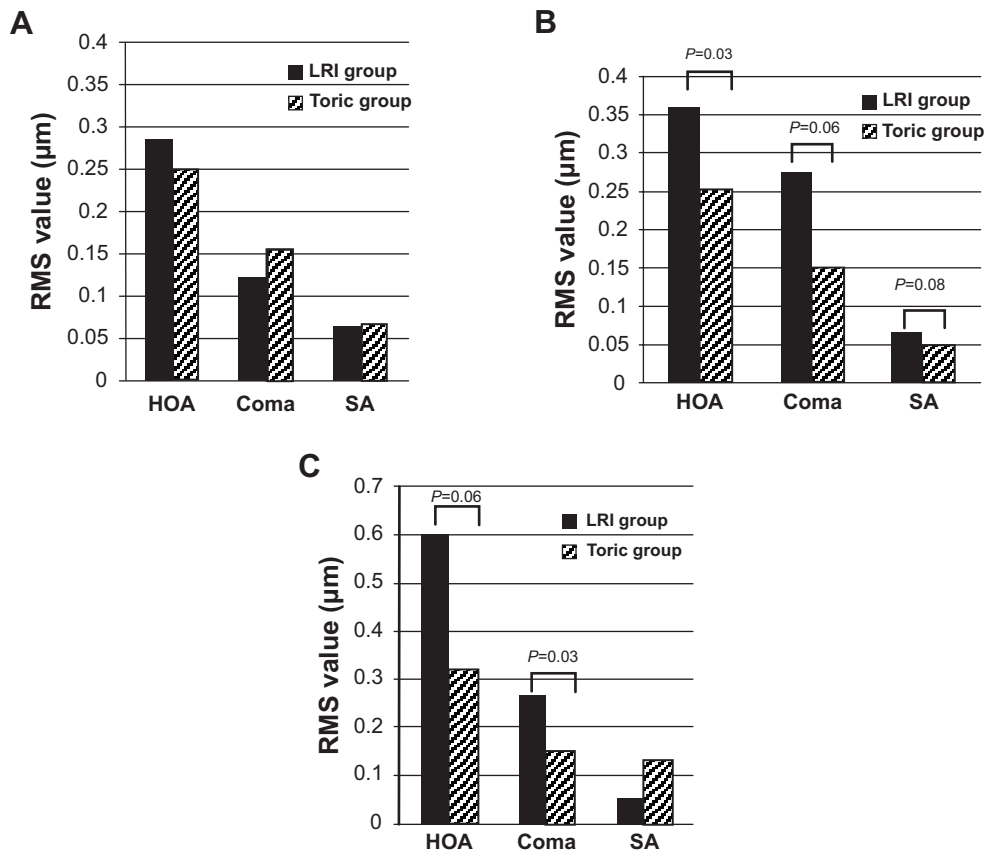 A
0.4
0.35
0.3
0.25
0.2
0.15
0.1
0.05
0
RMS value (μm)
LRI group
Toric group
HOA Coma SA
B
P=0.03
0.4
0.35
0.3
0.25
0.2
0.15
0.1
0.05
0
RMS value (μm)
LRI group
Toric group
P=0.06
P=0.08
HOA Coma SA
C
0.7
0.6
0.5
0.4
0.3
0.2
0.1
0
RMS value (μm)
P=0.06
LRI group
Toric group
P=0.03
HOA Coma SA